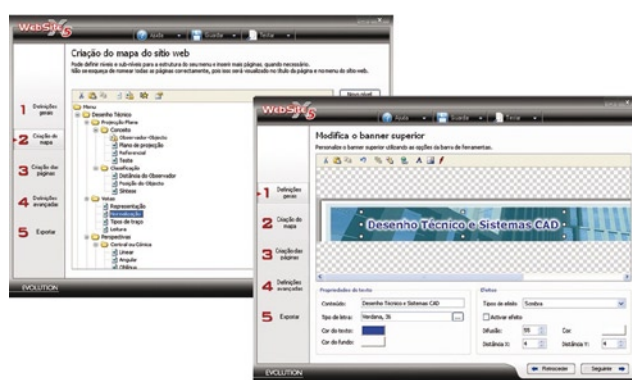 WebSite X5
Ajuda
Guardar
Testar
Criação do mapa do sítio web
Pode definir níveis e sub-níveis para a estrutura do seu menu e inserir mais páginas, quando necessário.
Não se esqueça de nomear todas as páginas correctamente, pois isso será visualizado no título da página e no menu do sítio web.
Novo nível
1 Definições gerais
2 Criação do mapa
3 Criação das páginas
4 Definições avançadas
5 Exportar
Menu
Desenho Técnico
Projecção Plana
Conceito
Observador-Objecto
Plano de projecção
Referencial
Teste
Classificação
Distância do Observador
Posição do Objecto
Síntese
Vistas
Representação
Normalização
Tipos de traço
Leitura
Perspectivas
Central ou Cónica
Linear
Angular
Oblíqua
EVOLUTION
WebSite X5
Ajuda
Guardar
Testar
Modifica o banner superior
Personalize o banner superior utilizando as opções da barra de ferramentas.
1 Definições gerais
2 Criação do mapa
3 Criação das páginas
4 Definições avançadas
5 Exportar
Desenho Técnico e Sistemas CAD
Propriedades do texto
Conteúdo: Desenho Técnico e Sistemas CAD
Tipo de letra: Verdana, 36 ...
Cor do texto:
Cor do fundo:
Efeitos
Tipos de efeito: Sombra
Activar efeito
Difusão: 55 Cor:
Distância X: 4 Distância Y: 4
Retroceder Seguinte
EVOLUTION